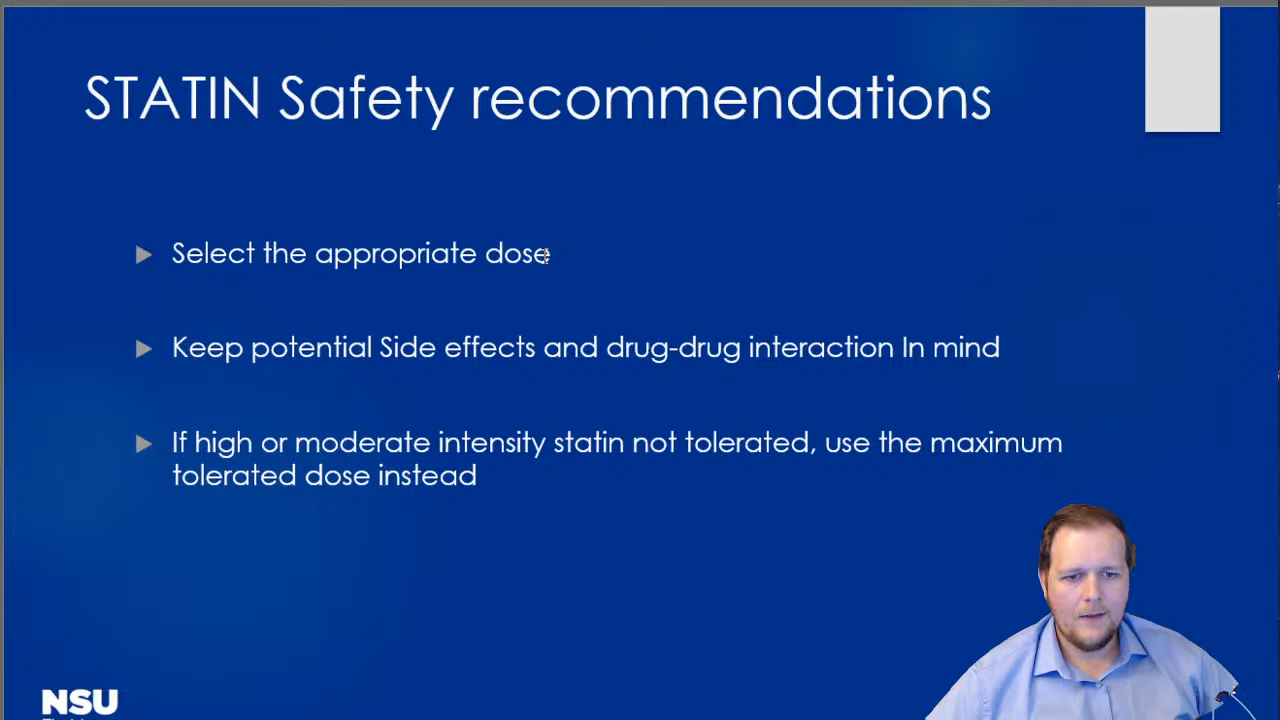 STATIN Safety recommendations
Select the appropriate dose
Keep potential Side effects and drug-drug interaction In mind
If high or moderate intensity statin not tolerated, use the maximum
tolerated dose instead
NSU